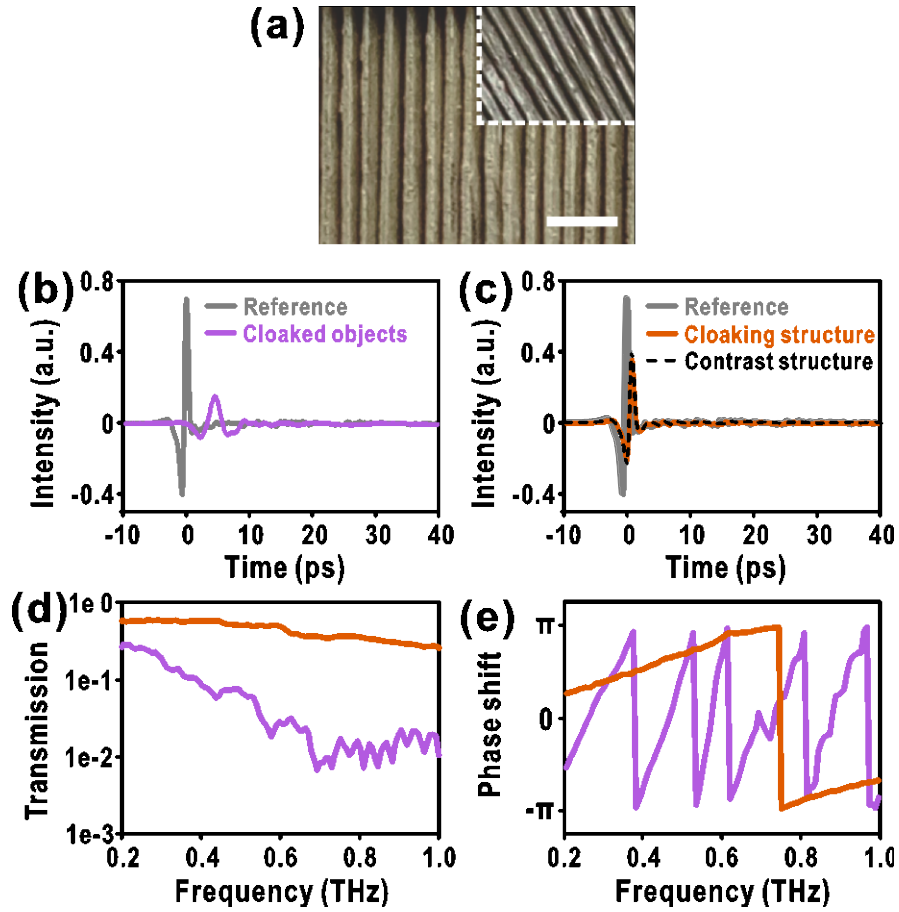 (a)
(b)
0.8
0.4
0
-0.4
Intensity (a.u.)
Reference
Cloaked objects
-10 0 10 20 30 40
Time (ps)
(c)
0.8
0.4
0
-0.4
Intensity (a.u.)
Reference
Cloaking structure
Contrast structure
-10 0 10 20 30 40
Time (ps)
(d)
1e 0
1e-1
1e-2
1e-3
Transmission
0.2 0.4 0.6 0.8 1.0
Frequency (THz)
(e)
π
0
-π
Phase shift
0.2 0.4 0.6 0.8 1.0
Frequency (THz)